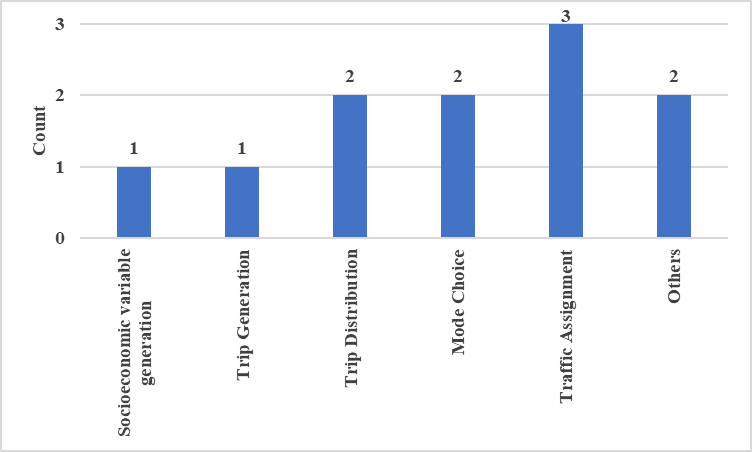 3
2
1
0
Count
1
1
2
2
3
2
Socioeconomic variable
generation
Trip Generation
Trip Distribution
Mode Choice
Traffic Assignment
Others